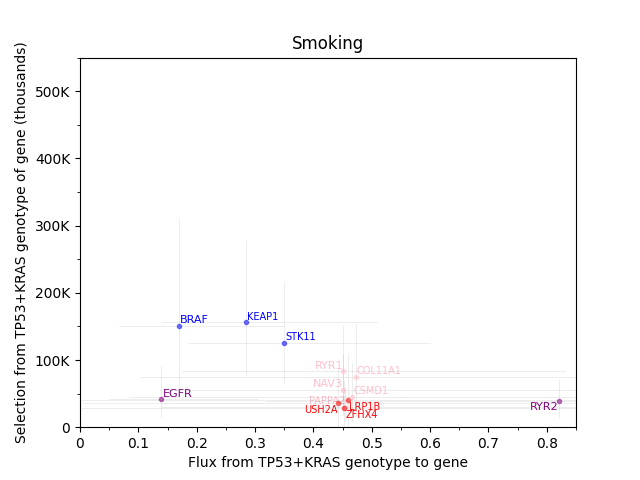 Smoking
Selection from TP53+KRAS genotype of gene (thousands)
500K
400K
300K
200K
100K
0
BRAF
KEAP1
STK11
RYR1
COL11A1
NAV3
CSMD1
EGFR
LRP1B
RYR2
USH2A
ZFHX4
0
0.1
0.2
0.3
0.4
0.5
0.6
0.7
0.8
Flux from TP53+KRAS genotype to gene